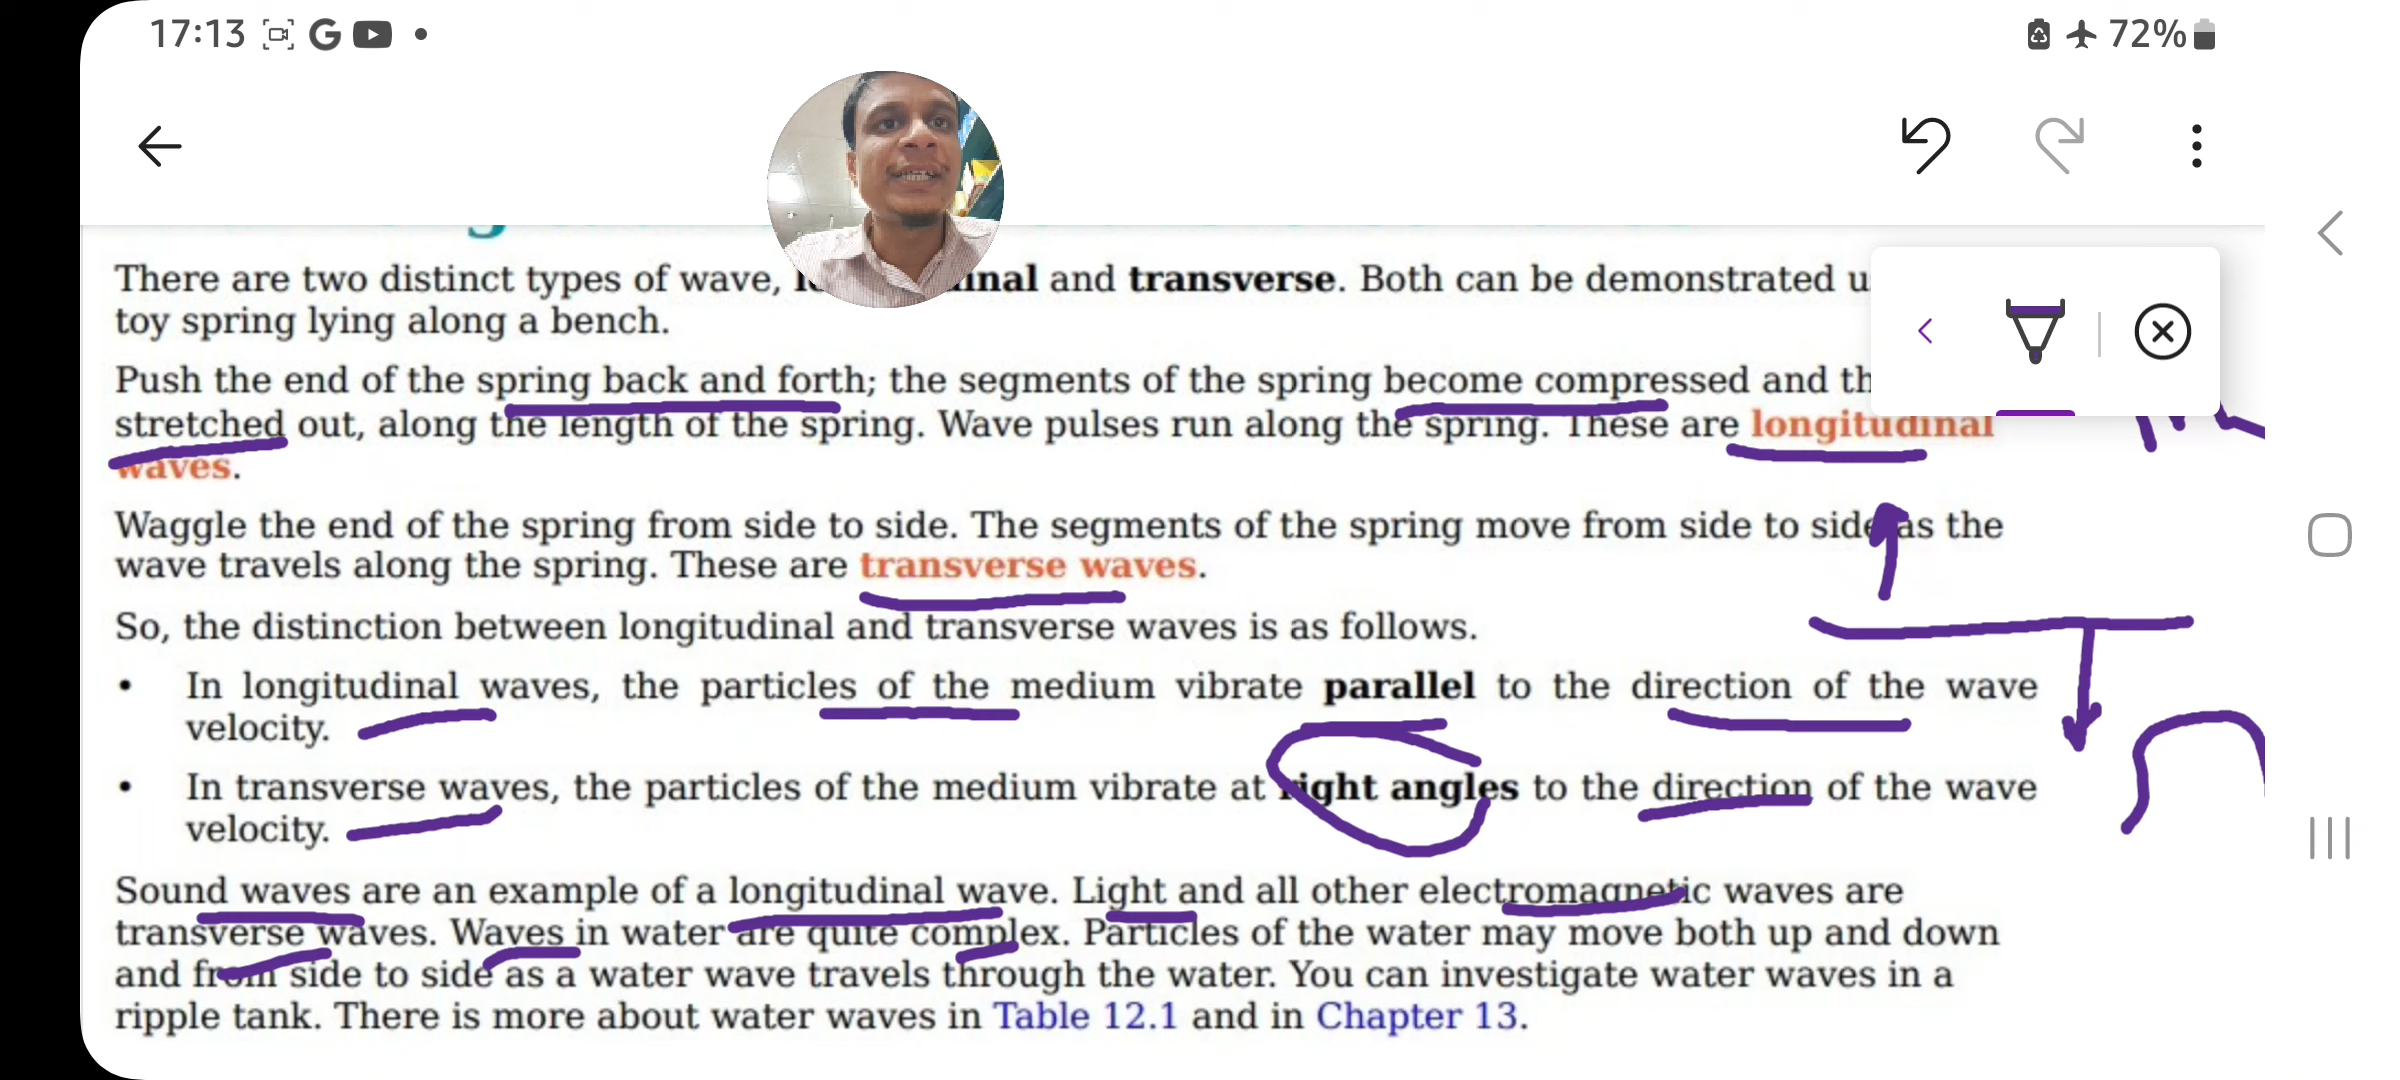 17:13 G 72%
There are two distinct types of wave, inal and transverse. Both can be demonstrated u
toy spring lying along a bench.
Push the end of the spring back and forth; the segments of the spring become compressed and th
stretched out, along the length of the spring. Wave pulses run along the spring. These are longitudinal
waves.
Waggle the end of the spring from side to side. The segments of the spring move from side to side as the
wave travels along the spring. These are transverse waves.
So, the distinction between longitudinal and transverse waves is as follows.
• In longitudinal waves, the particles of the medium vibrate parallel to the direction of the wave
velocity.
• In transverse waves, the particles of the medium vibrate at right angles to the direction of the wave
velocity.
Sound waves are an example of a longitudinal wave. Light and all other electromagnetic waves are
transverse waves. Waves in water are quite complex. Particles of the water may move both up and down
and from side to side as a water wave travels through the water. You can investigate water waves in a
ripple tank. There is more about water waves in Table 12.1 and in Chapter 13.